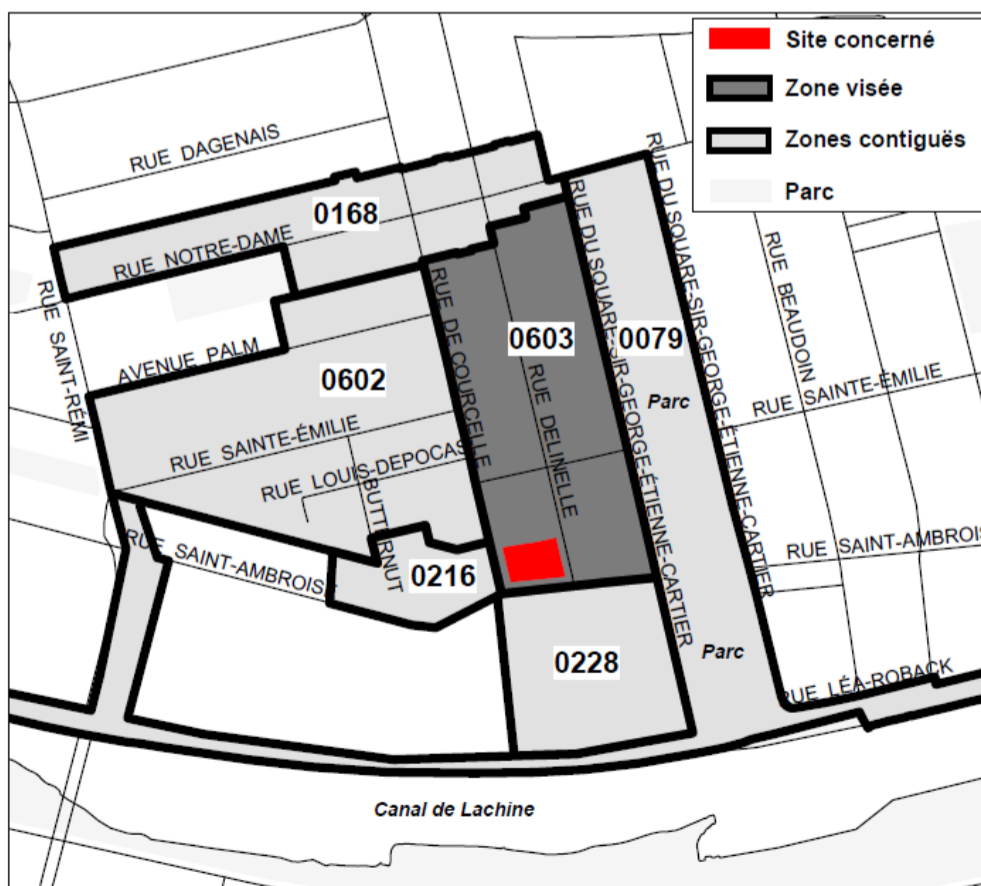 Site concerné
Zone visée
Zones contiguës
Parc
RUE DAGENAIS
0168
RUE NOTRE-DAME
RUE SAINT-RÉMI
AVENUE PALM
0602
RUE DE COURCELLE
0603
RUE DU SQUARE-SIR-GEORGE-ÉTIENNE-CARTIER
0079
RUE DU SQUARE-SIR-GEORGE-ÉTIENNE-CARTIER
RUE BEAUDOIN
Parc
RUE SAINTE-ÉMILIE
RUE SAINTE-ÉMILIE
RUE DELINELLE
RUE LOUIS-DEPOCAS
BUTTERNUT
RUE SAINT-AMBROISE
0216
RUE SAINT-AMBROIS
0228
Parc
RUE LÉA-ROBACK
Canal de Lachine